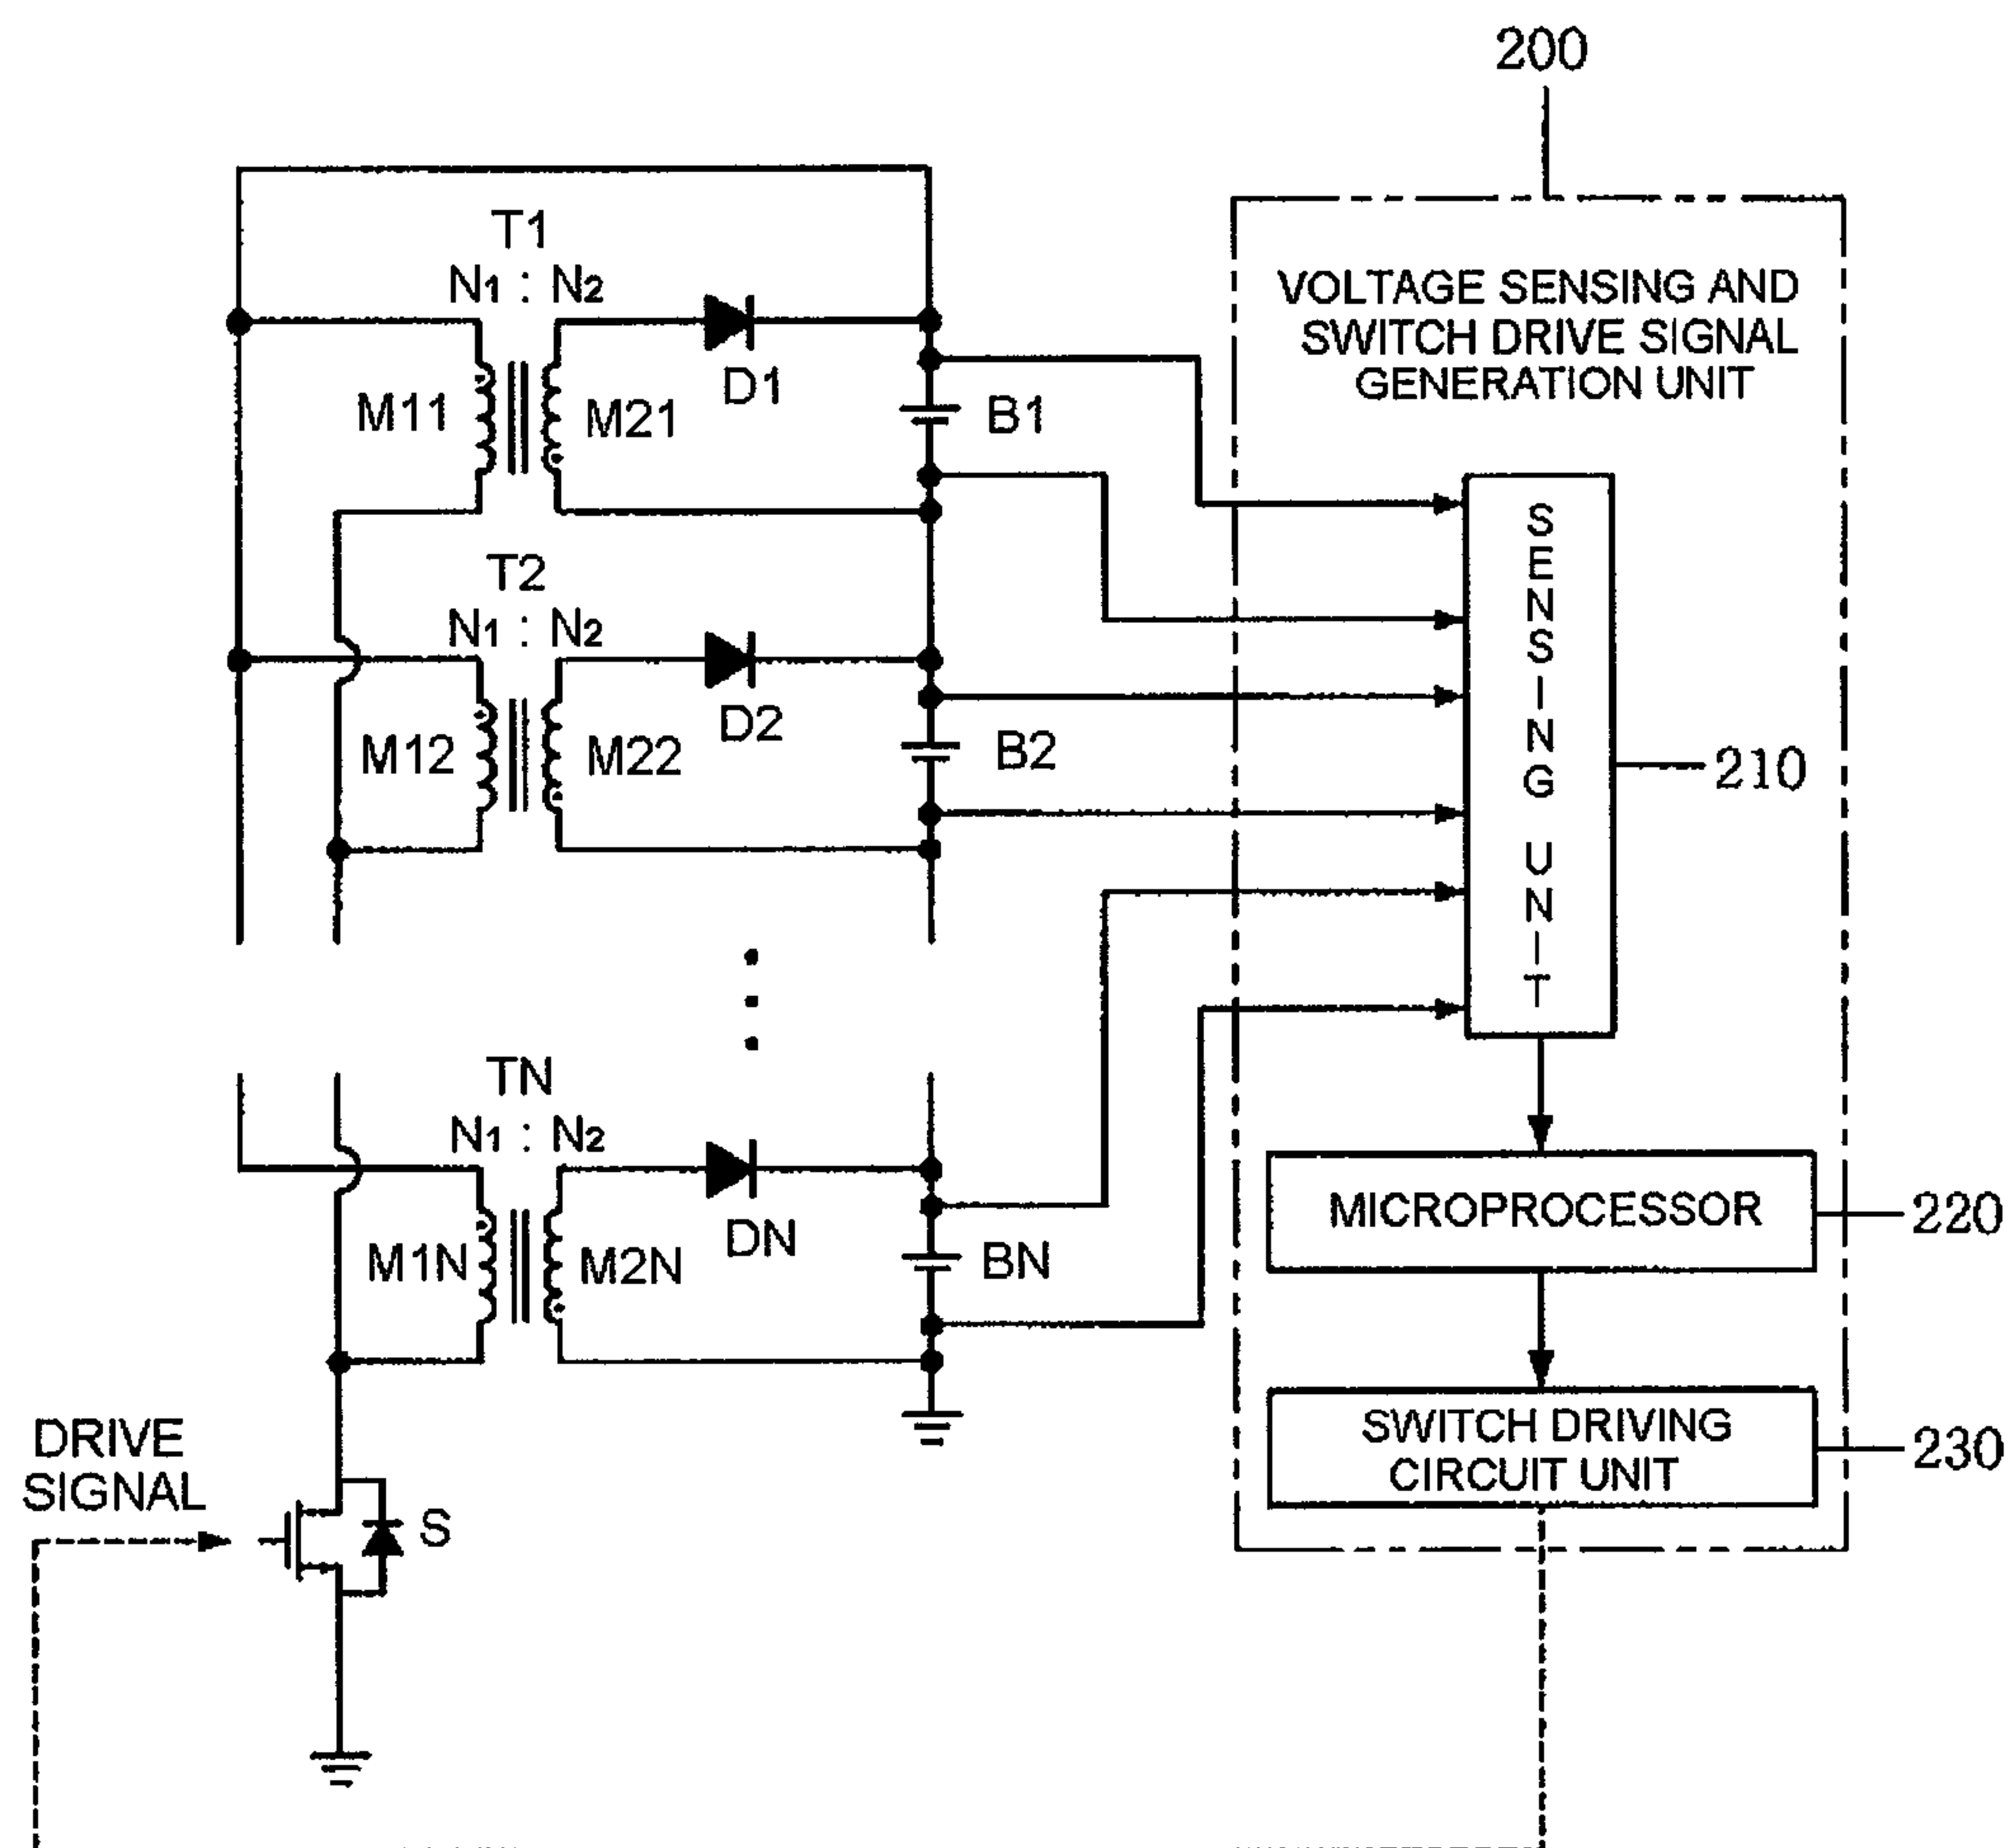 200
VOLTAGE SENSING AND
SWITCH DRIVE SIGNAL
GENERATION UNIT
T1
N1 : N2
M11
M21
D1
B1
SENSING UNIT
210
T2
N1 : N2
M12
M22
D2
B2
TN
N1 : N2
M1N
M2N
DN
BN
MICROPROCESSOR
220
SWITCH DRIVING
CIRCUIT UNIT
230
DRIVE
SIGNAL
S